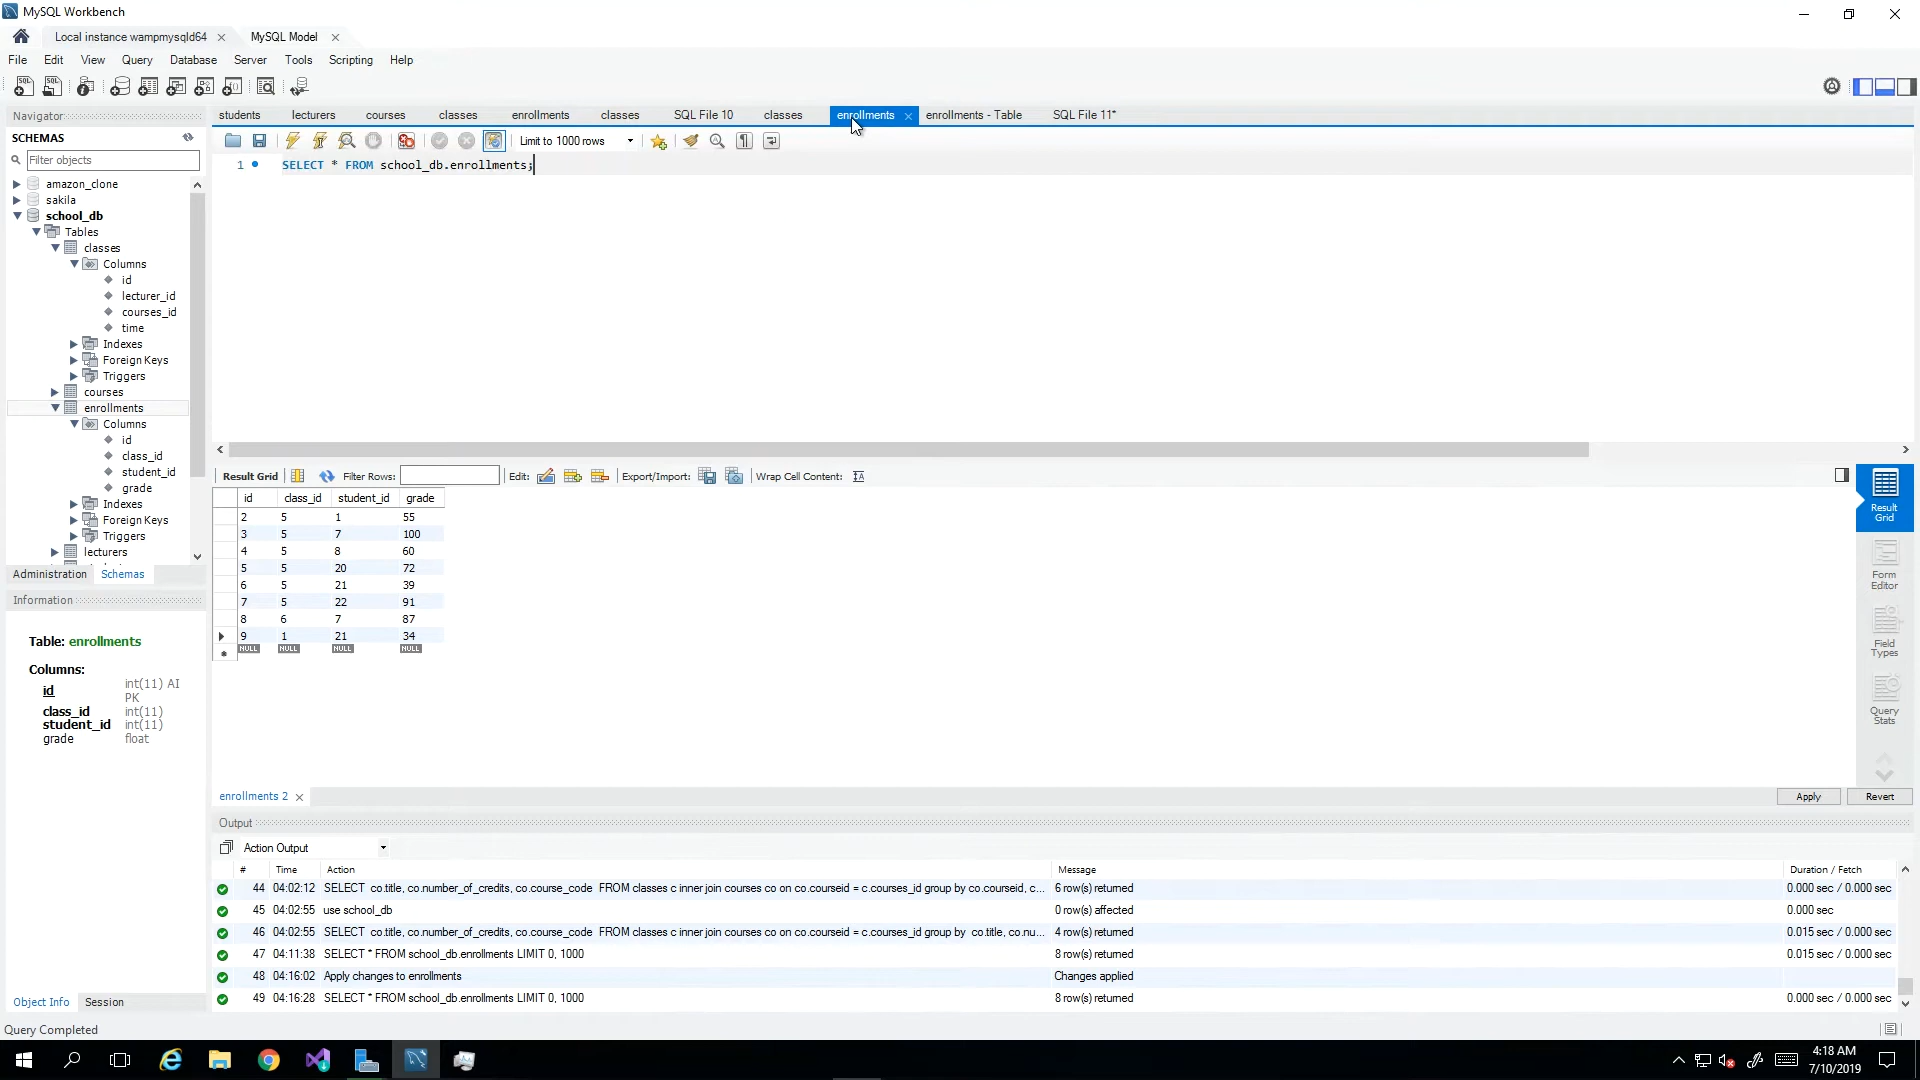 MySQL Workbench
Local instance wampmysqld64 MySQL Model
File Edit View Query Database Server Tools Scripting Help
Navigator
SCHEMAS
Filter objects
amazon_clone
sakila
school_db
Tables
classes
Columns
id
lecturer_id
courses_id
time
Indexes
Foreign Keys
Triggers
courses
enrollments
Columns
id
class_id
student_id
grade
Indexes
Foreign Keys
Triggers
lecturers
Administration Schemas
Information
Table: enrollments
Columns:
id int(11) AI
PK
class_id int(11)
student_id int(11)
grade float
Object Info Session
students lecturers courses classes enrollments classes SQL File 10 classes enrollments enrollments - Table SQL File 11*
Limit to 1000 rows
1 SELECT * FROM school_db.enrollments;
Result Grid Filter Rows: Edit: Export/Import: Wrap Cell Content:
id class_id student_id grade
2 5 1 55
3 5 7 100
4 5 8 60
5 5 20 72
6 5 21 39
7 5 22 91
8 6 7 87
9 1 21 34
NULL NULL NULL NULL
Result
Grid
Form
Editor
Field
Types
Query
Stats
enrollments 2
Apply Revert
Output
Action Output
# Time Action Message Duration / Fetch
44 04:02:12 SELECT co.title, co.number_of_credits, co.course_code FROM classes c inner join courses co on co.courseid = c.courses_id group by co.courseid, c... 6 row(s) returned 0.000 sec / 0.000 sec
45 04:02:55 use school_db 0 row(s) affected 0.000 sec
46 04:02:55 SELECT co.title, co.number_of_credits, co.course_code FROM classes c inner join courses co on co.courseid = c.courses_id group by co.title, co.nu... 4 row(s) returned 0.015 sec / 0.000 sec
47 04:11:38 SELECT * FROM school_db.enrollments LIMIT 0, 1000 8 row(s) returned 0.015 sec / 0.000 sec
48 04:16:02 Apply changes to enrollments Changes applied
49 04:16:28 SELECT * FROM school_db.enrollments LIMIT 0, 1000 8 row(s) returned 0.000 sec / 0.000 sec
Query Completed
4:18 AM
7/10/2019